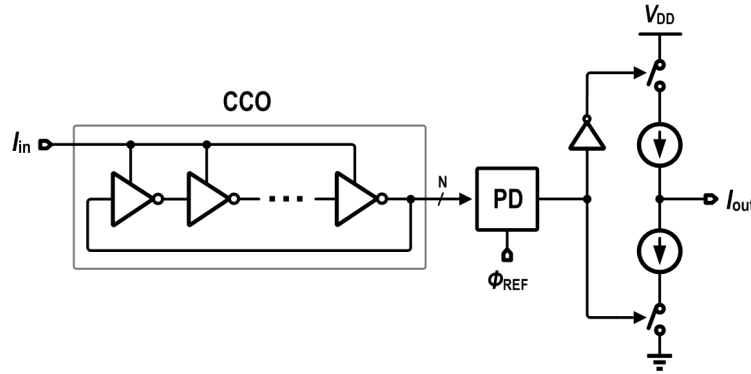 V_DD
CCO
I_in
N
PD
I_out
Φ_REF